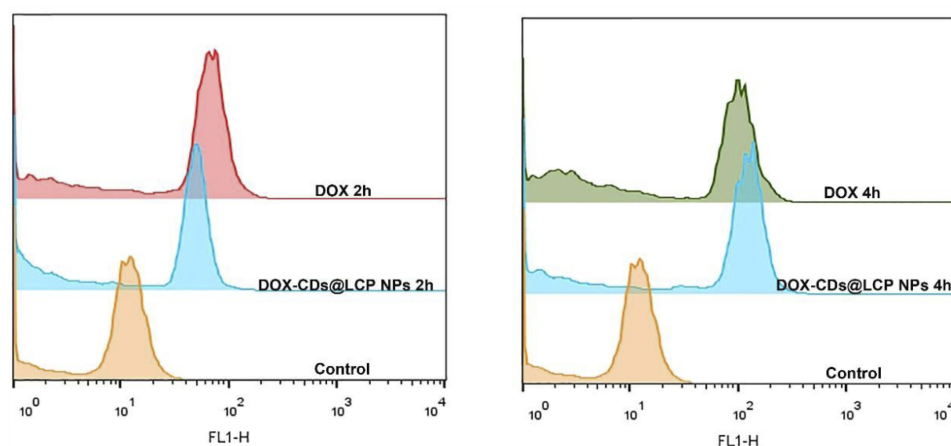 DOX 2h
DOX-CDs@LCP NPs 2h
Control
10⁰ 10¹ 10² 10³ 10⁴
FL1-H
DOX 4h
DOX-CDs@LCP NPs 4h
Control
10⁰ 10¹ 10² 10³ 10⁴
FL1-H